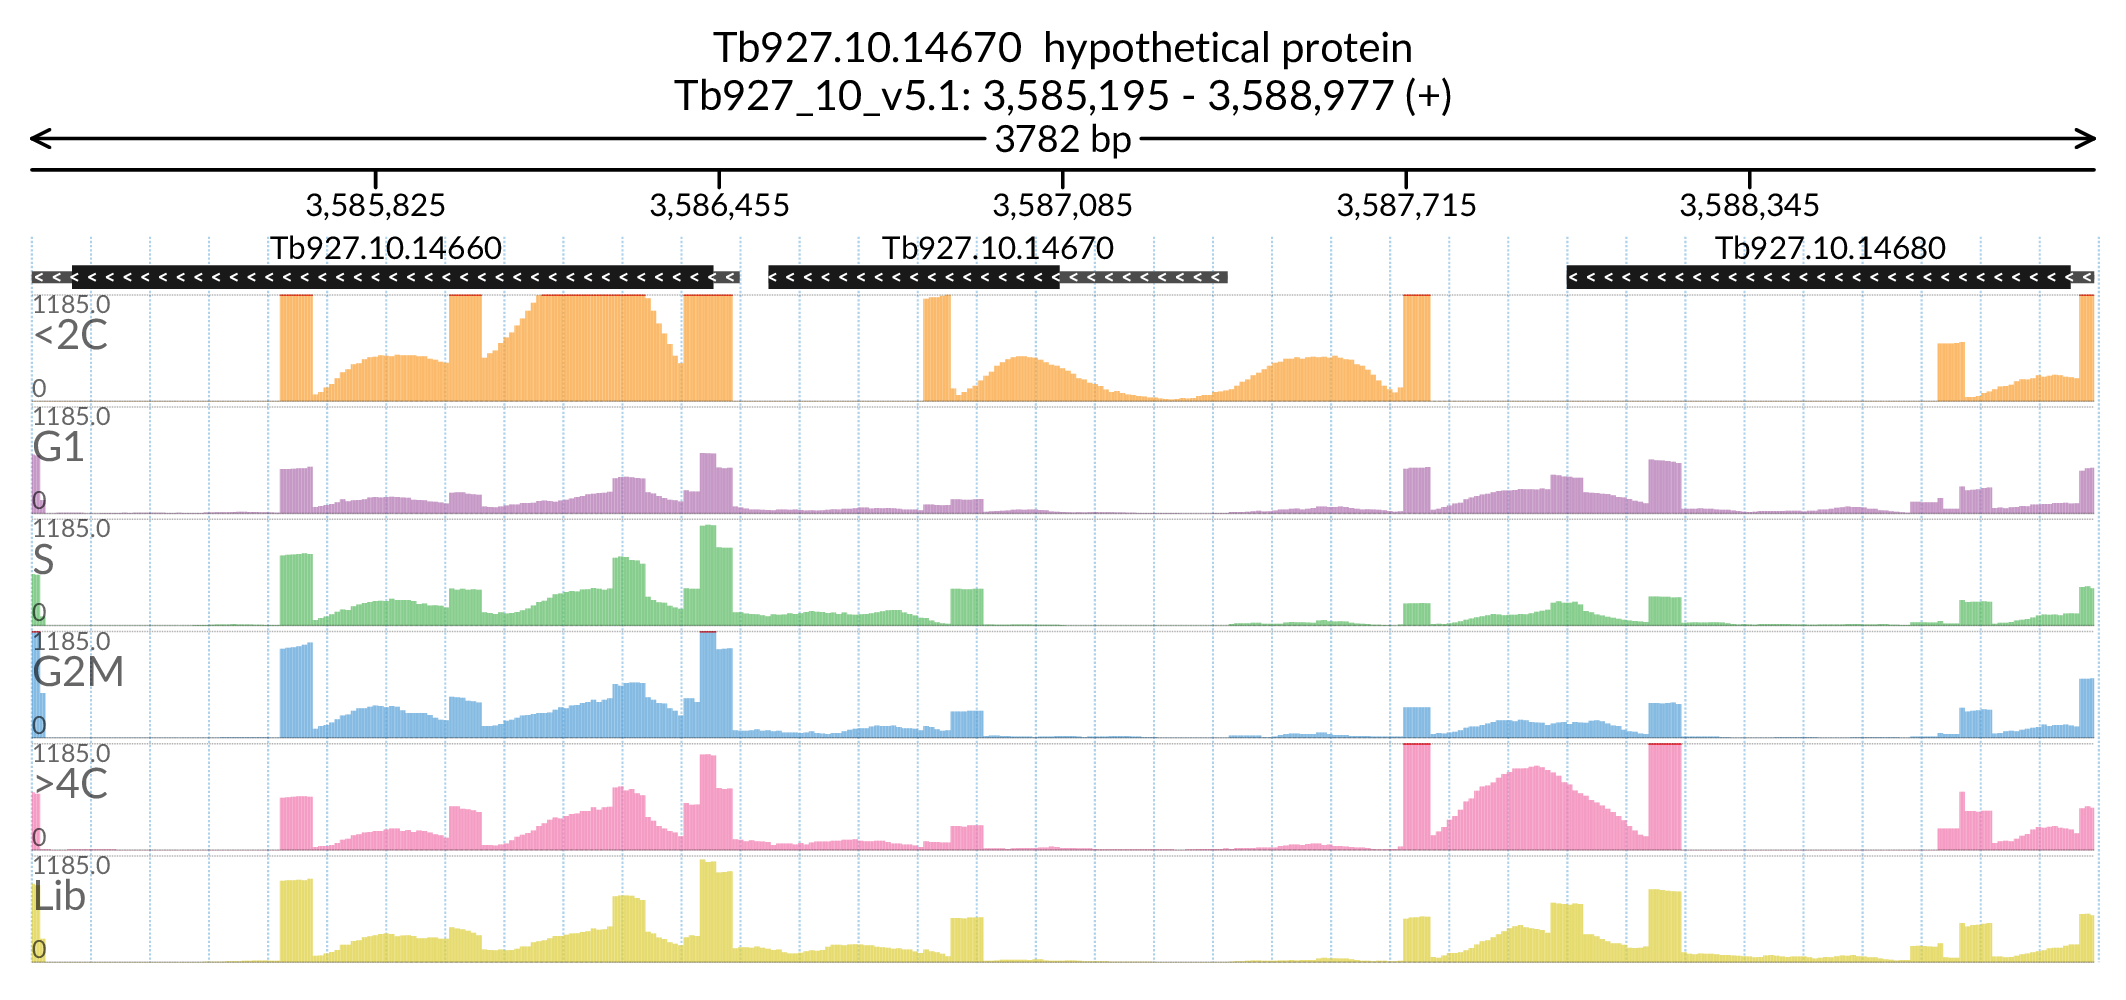 Tb927.10.14670 hypothetical protein
Tb927_10_v5.1: 3,585,195 - 3,588,977 (+)
3782 bp
3,585,825 3,586,455 3,587,085 3,587,715 3,588,345
Tb927.10.14660 Tb927.10.14670 Tb927.10.14680
1185.0
<2C
0
1185.0
G1
0
1185.0
S
0
1185.0
G2M
0
1185.0
>4C
0
1185.0
Lib
0